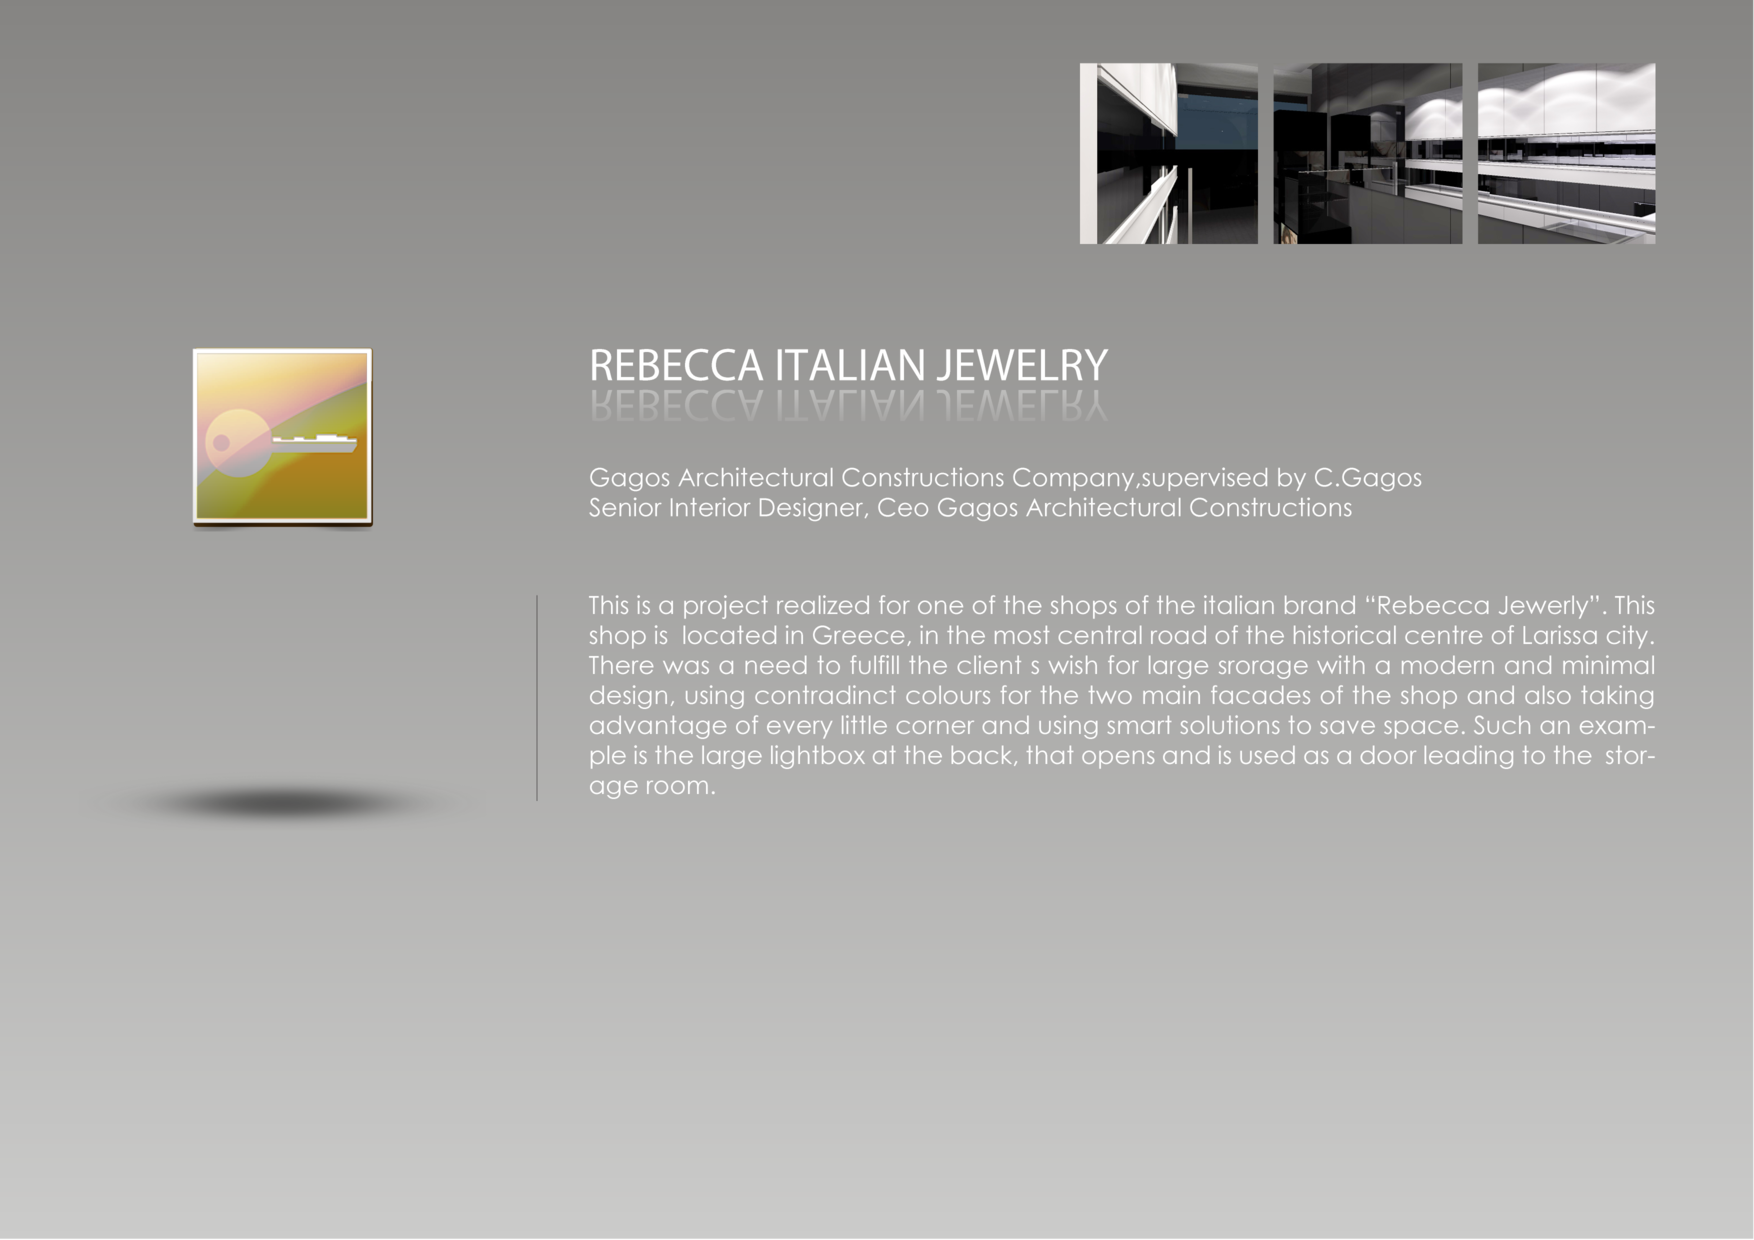 REBECCA ITALIAN JEWELRY
Gagos Architectural Constructions Company,supervised by C.Gagos
Senior Interior Designer, Ceo Gagos Architectural Constructions
This is a project realized for one of the shops of the italian brand “Rebecca Jewerly”. This
shop is  located in Greece, in the most central road of the historical centre of Larissa city.
There was a need to fulfill the client s wish for large srorage with a modern and minimal
design, using contradinct colours for the two main facades of the shop and also taking
advantage of every little corner and using smart solutions to save space. Such an exam-
ple is the large lightbox at the back, that opens and is used as a door leading to the  stor-
age room.